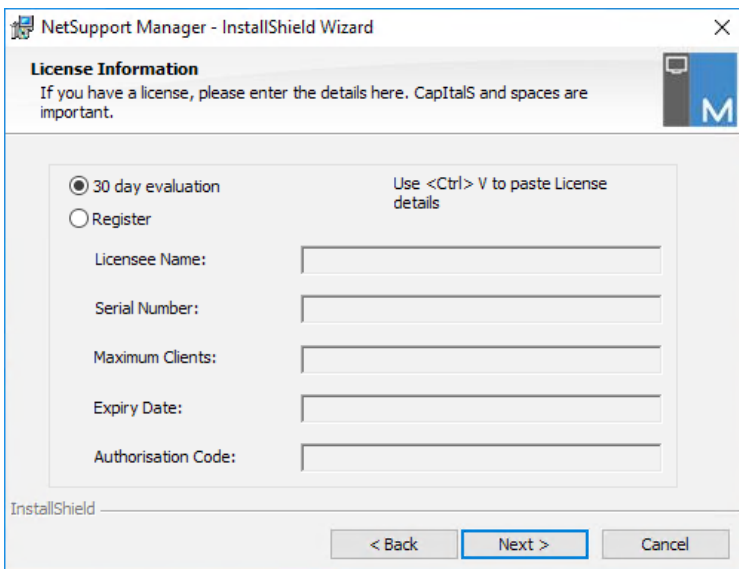 NetSupport Manager - InstallShield Wizard
License Information
If you have a license, please enter the details here. CapItalS and spaces are
important.
M
30 day evaluation
Use <Ctrl> V to paste License
details
Register
Licensee Name:
Serial Number:
Maximum Clients:
Expiry Date:
Authorisation Code:
InstallShield
< Back
Next >
Cancel